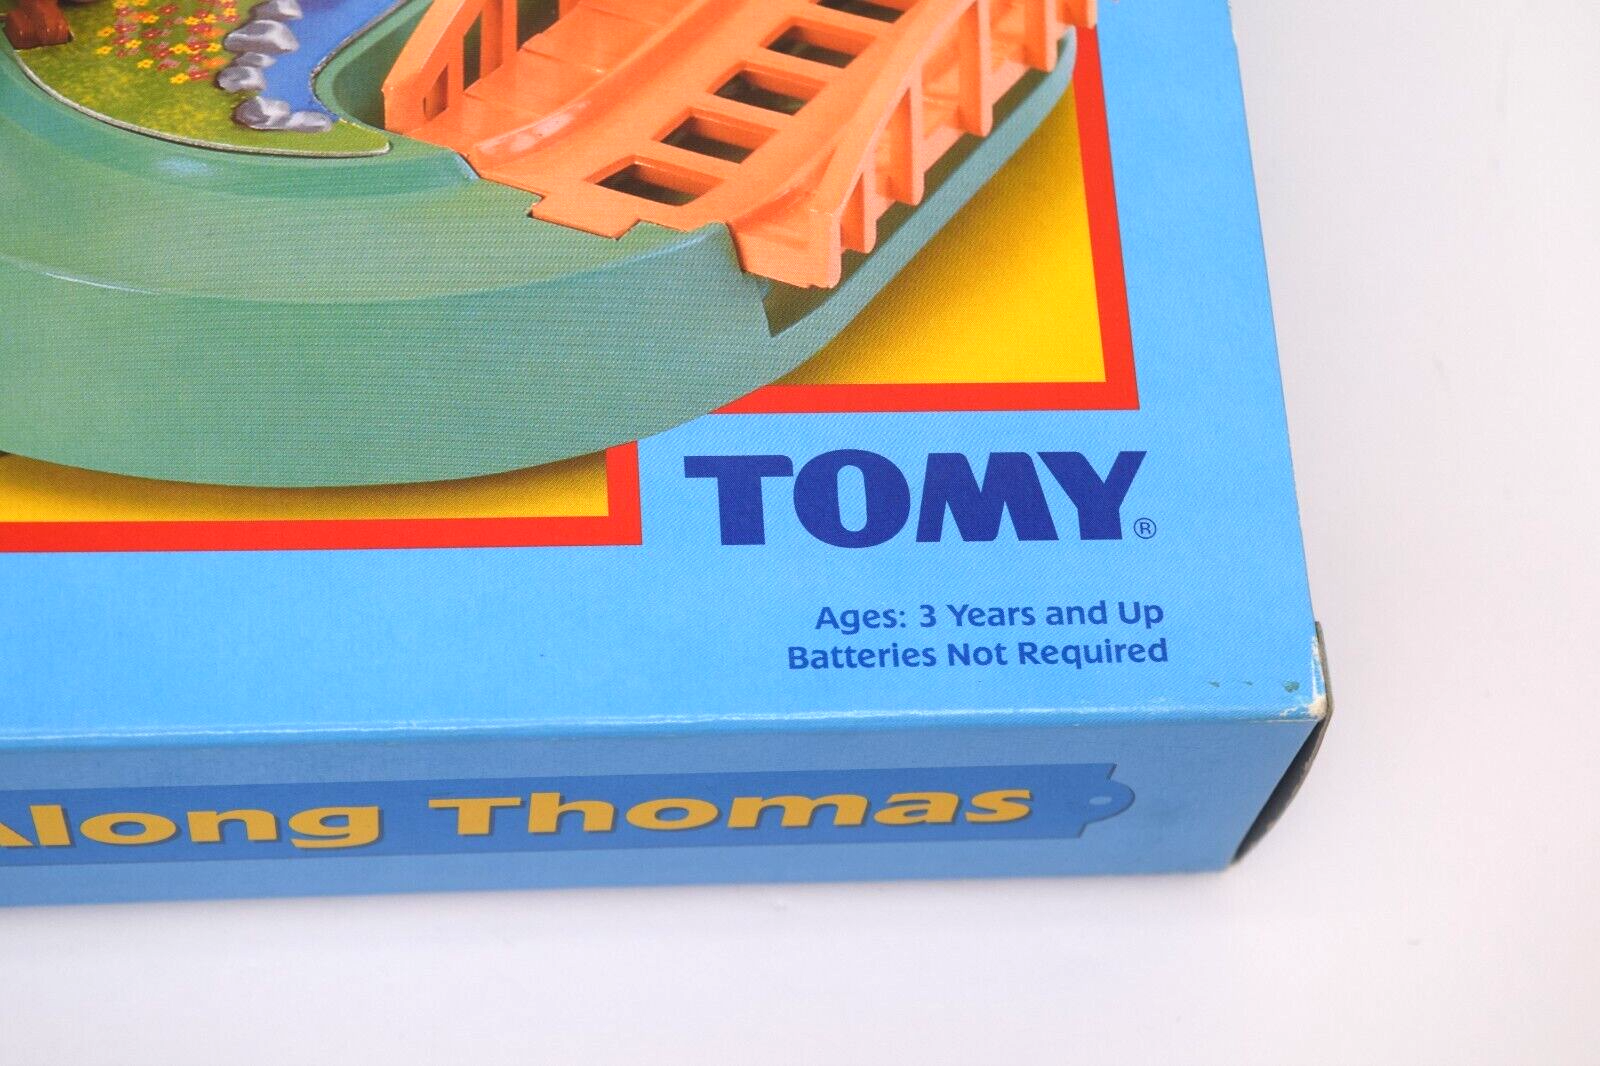 TOMY®
Ages: 3 Years and Up
Batteries Not Required
Along Thomas